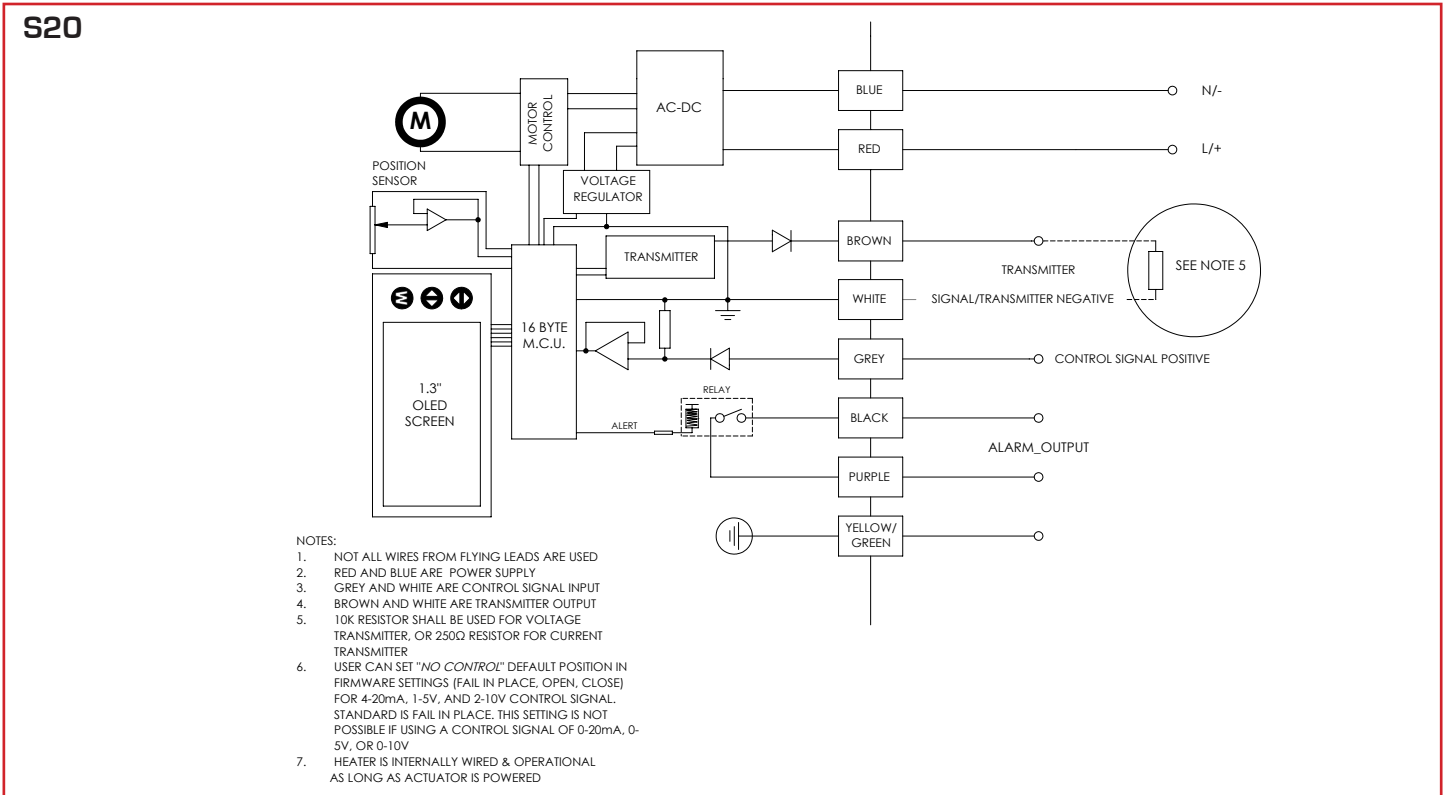 S20
M
MOTOR
CONTROL
AC-DC
BLUE
N/-
RED
L/+
POSITION
SENSOR
VOLTAGE
REGULATOR
TRANSMITTER
BROWN
TRANSMITTER
SEE NOTE 5
WHITE
SIGNAL/TRANSMITTER NEGATIVE
M
16 BYTE
M.C.U.
GREY
CONTROL SIGNAL POSITIVE
1.3"
OLED
SCREEN
RELAY
ALERT
BLACK
ALARM_OUTPUT
PURPLE
YELLOW/
GREEN
NOTES:
1. NOT ALL WIRES FROM FLYING LEADS ARE USED
2. RED AND BLUE ARE POWER SUPPLY
3. GREY AND WHITE ARE CONTROL SIGNAL INPUT
4. BROWN AND WHITE ARE TRANSMITTER OUTPUT
5. 10K RESISTOR SHALL BE USED FOR VOLTAGE
TRANSMITTER, OR 250Ω RESISTOR FOR CURRENT
TRANSMITTER
6. USER CAN SET "NO CONTROL" DEFAULT POSITION IN
FIRMWARE SETTINGS (FAIL IN PLACE, OPEN, CLOSE)
FOR 4-20mA, 1-5V, AND 2-10V CONTROL SIGNAL.
STANDARD IS FAIL IN PLACE. THIS SETTING IS NOT
POSSIBLE IF USING A CONTROL SIGNAL OF 0-20mA, 0-
5V, OR 0-10V
7. HEATER IS INTERNALLY WIRED & OPERATIONAL
AS LONG AS ACTUATOR IS POWERED